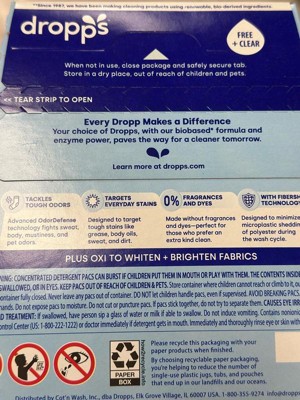 **Since 1987, we have been making cleaning products using renewable, bio-derived ingredients.
dropps
FREE
+ CLEAR
When not in use, close package and safely secure tab.
Store in a dry place, out of reach of children and pets.
<< TEAR STRIP TO OPEN
Every Dropp Makes a Difference
Your choice of Dropps, with our biobased* formula and
enzyme power, paves the way for a cleaner tomorrow.
Learn more at dropps.com
TACKLES
TOUGH ODORS
Advanced OdorDefense
technology fights sweat,
body, mustiness, and
pet odors.
TARGETS
EVERYDAY STAINS
Designed to target
tough stains like
grease, body oils,
sweat, and dirt.
0% FRAGRANCES
AND DYES
Made without fragrances
and dyes—perfect for
those who prefer an
extra kind clean.
WITH FIBERSH
TECHNOLOG
Designed to minimize
microplastic shedding
of polyester during
the wash cycle.
PLUS OXI TO WHITEN + BRIGHTEN FABRICS
NING: CONCENTRATED DETERGENT PACS CAN BURST IF CHILDREN PUT THEM IN MOUTH OR PLAY WITH THEM. THE CONTENTS INSIDE
SWALLOWED, OR IN EYES. KEEP PACS OUT OF REACH OF CHILDREN & PETS. Store container where children cannot reach or climb to it,
container fully closed. Never leave any pacs out of container. DO NOT let children handle pacs, even if supervised. AVOID BREAKING PACS.
hands. Do not expose pacs to moisture. Do not cut or puncture pacs. If pacs stick together, do not try to separate them. CAUSES EYE
D TREATMENT: If swallowed, have person sip a glass of water or milk if able to swallow. Do not induce vomiting. Contains nonionic
ontrol Center (US: 1-800-222-1222) or doctor immediately if detergent gets in mouth. Immediately and thoroughly rinse eye or skin with
how2recycle.info
PAPER
BOX
Please recycle this packaging with your
paper products when finished.
By choosing recyclable paper packaging,
you're helping to reduce the number of
single-use plastic jugs, tubs, and pouches
that end up in our landfills and our oceans.
Distributed by Cot'n Wash, Inc., dba Dropps, Elk Grove Village, IL 60007 USA. 1-800-355-9274 info@dropps